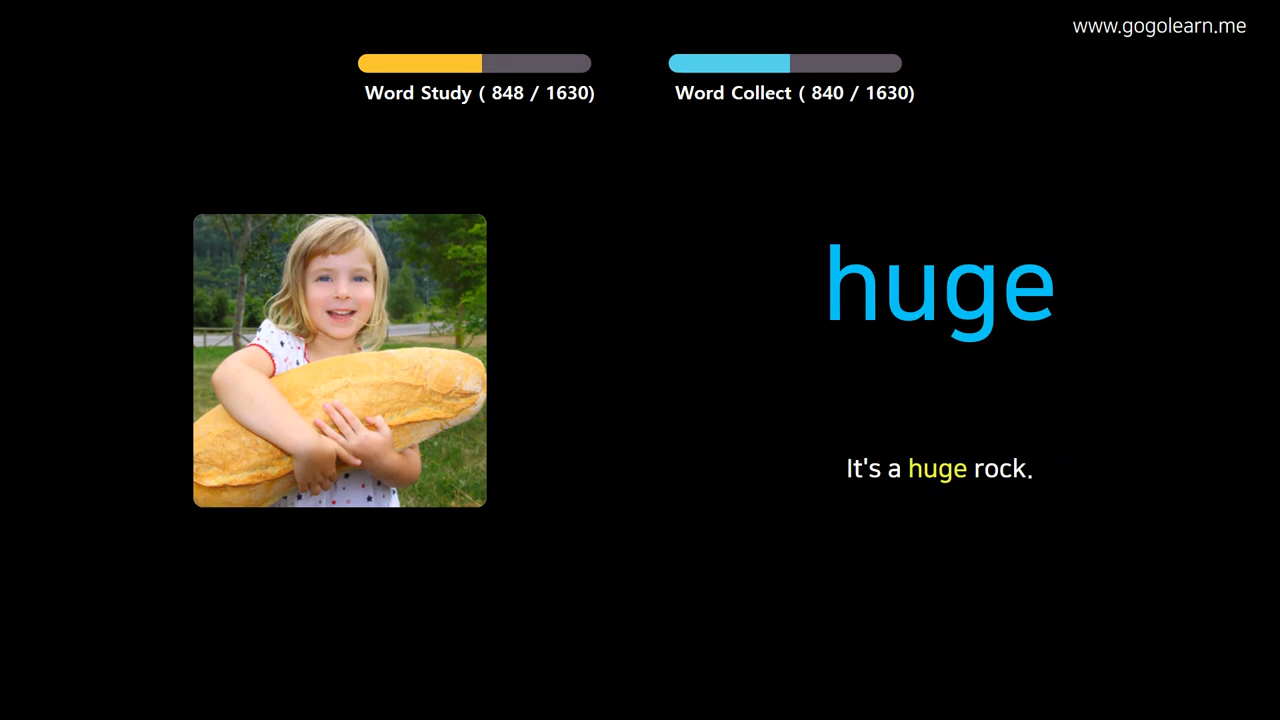 www.gogolearn.me
Word Study ( 848 / 1630)
Word Collect ( 840 / 1630)
huge
It's a huge rock.